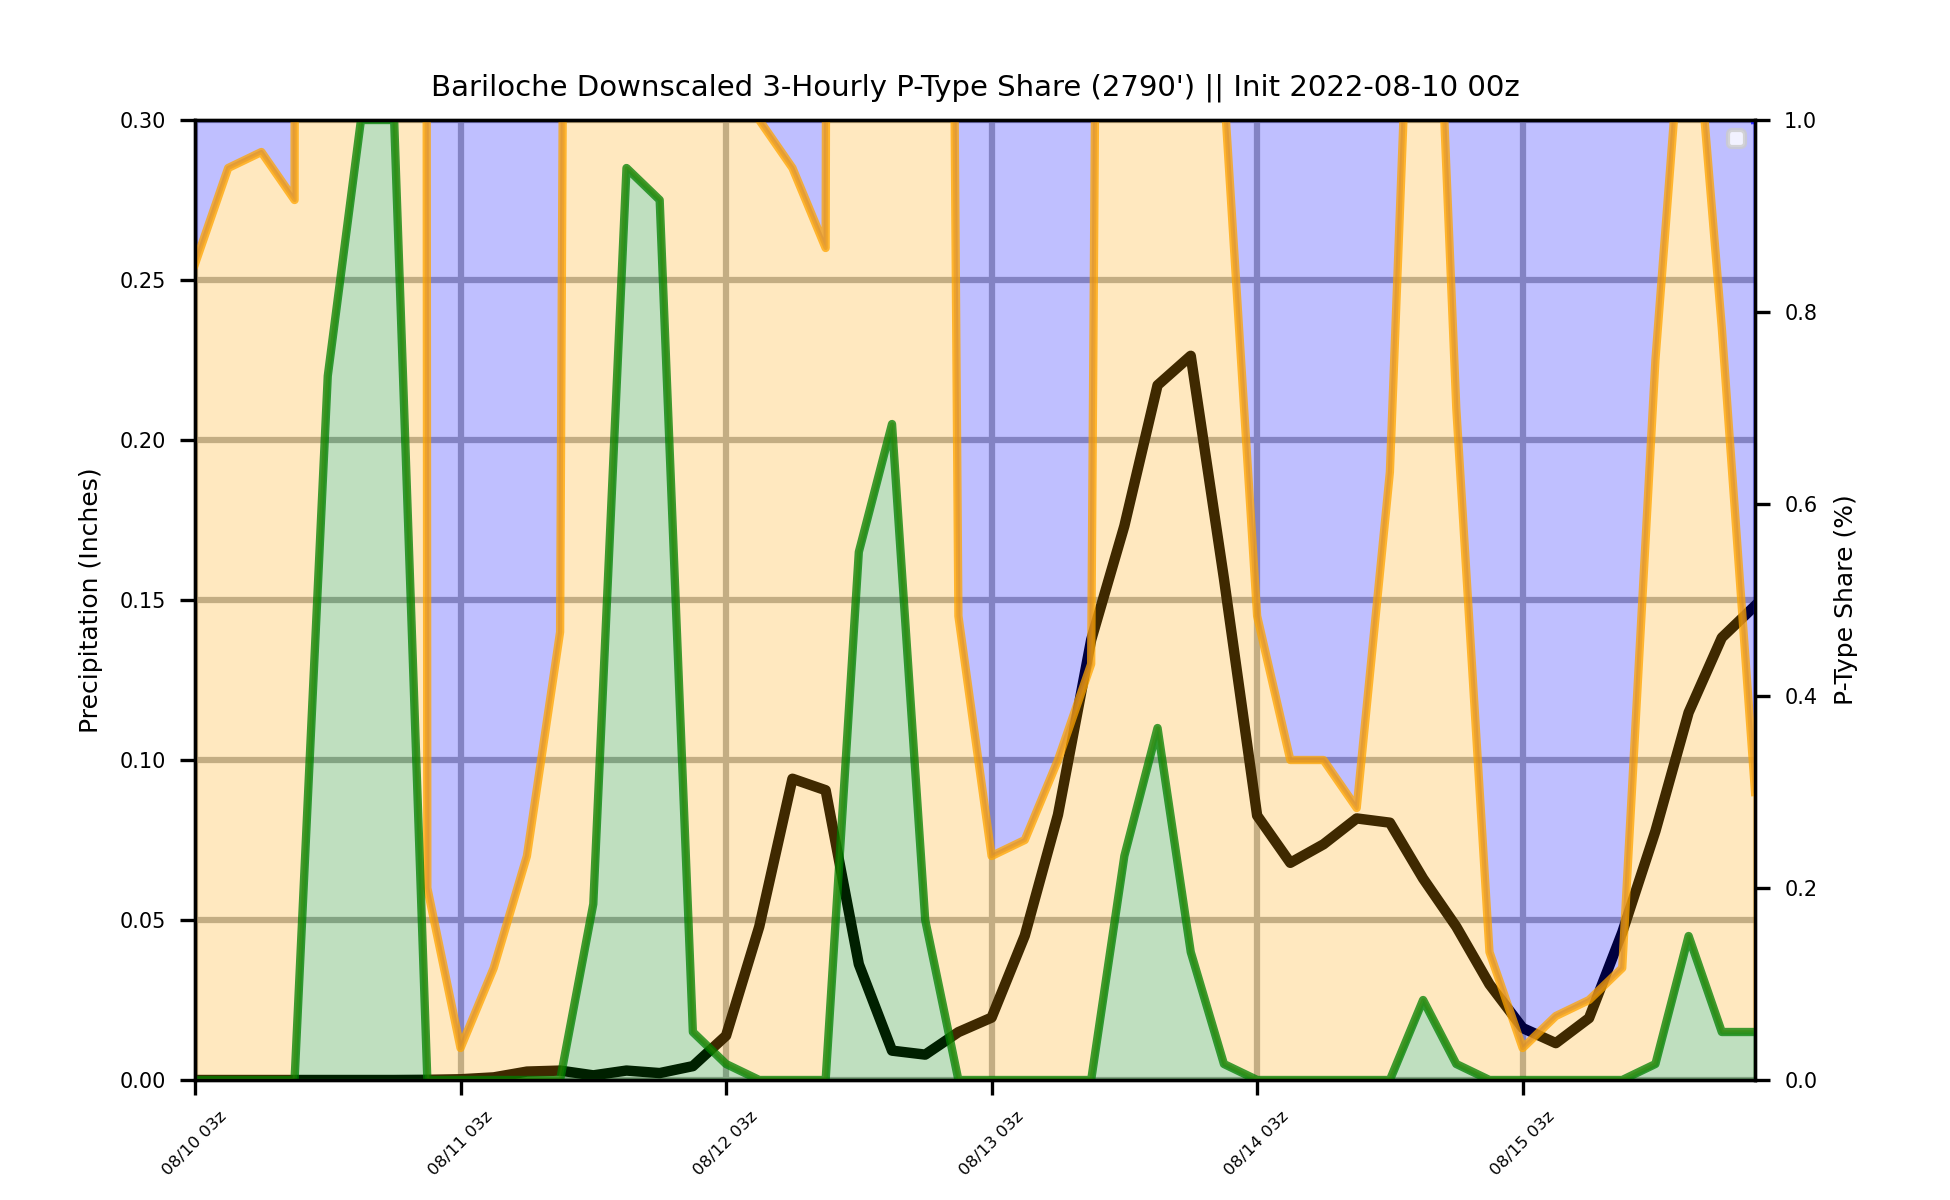 Bariloche Downscaled 3-Hourly P-Type Share (2790') || Init 2022-08-10 00z
0.30
0.25
0.20
0.15
0.10
0.05
0.00
Precipitation (Inches)
1.0
0.8
0.6
0.4
0.2
0.0
P-Type Share (%)
08/10 03z
08/11 03z
08/12 03z
08/13 03z
08/14 03z
08/15 03z